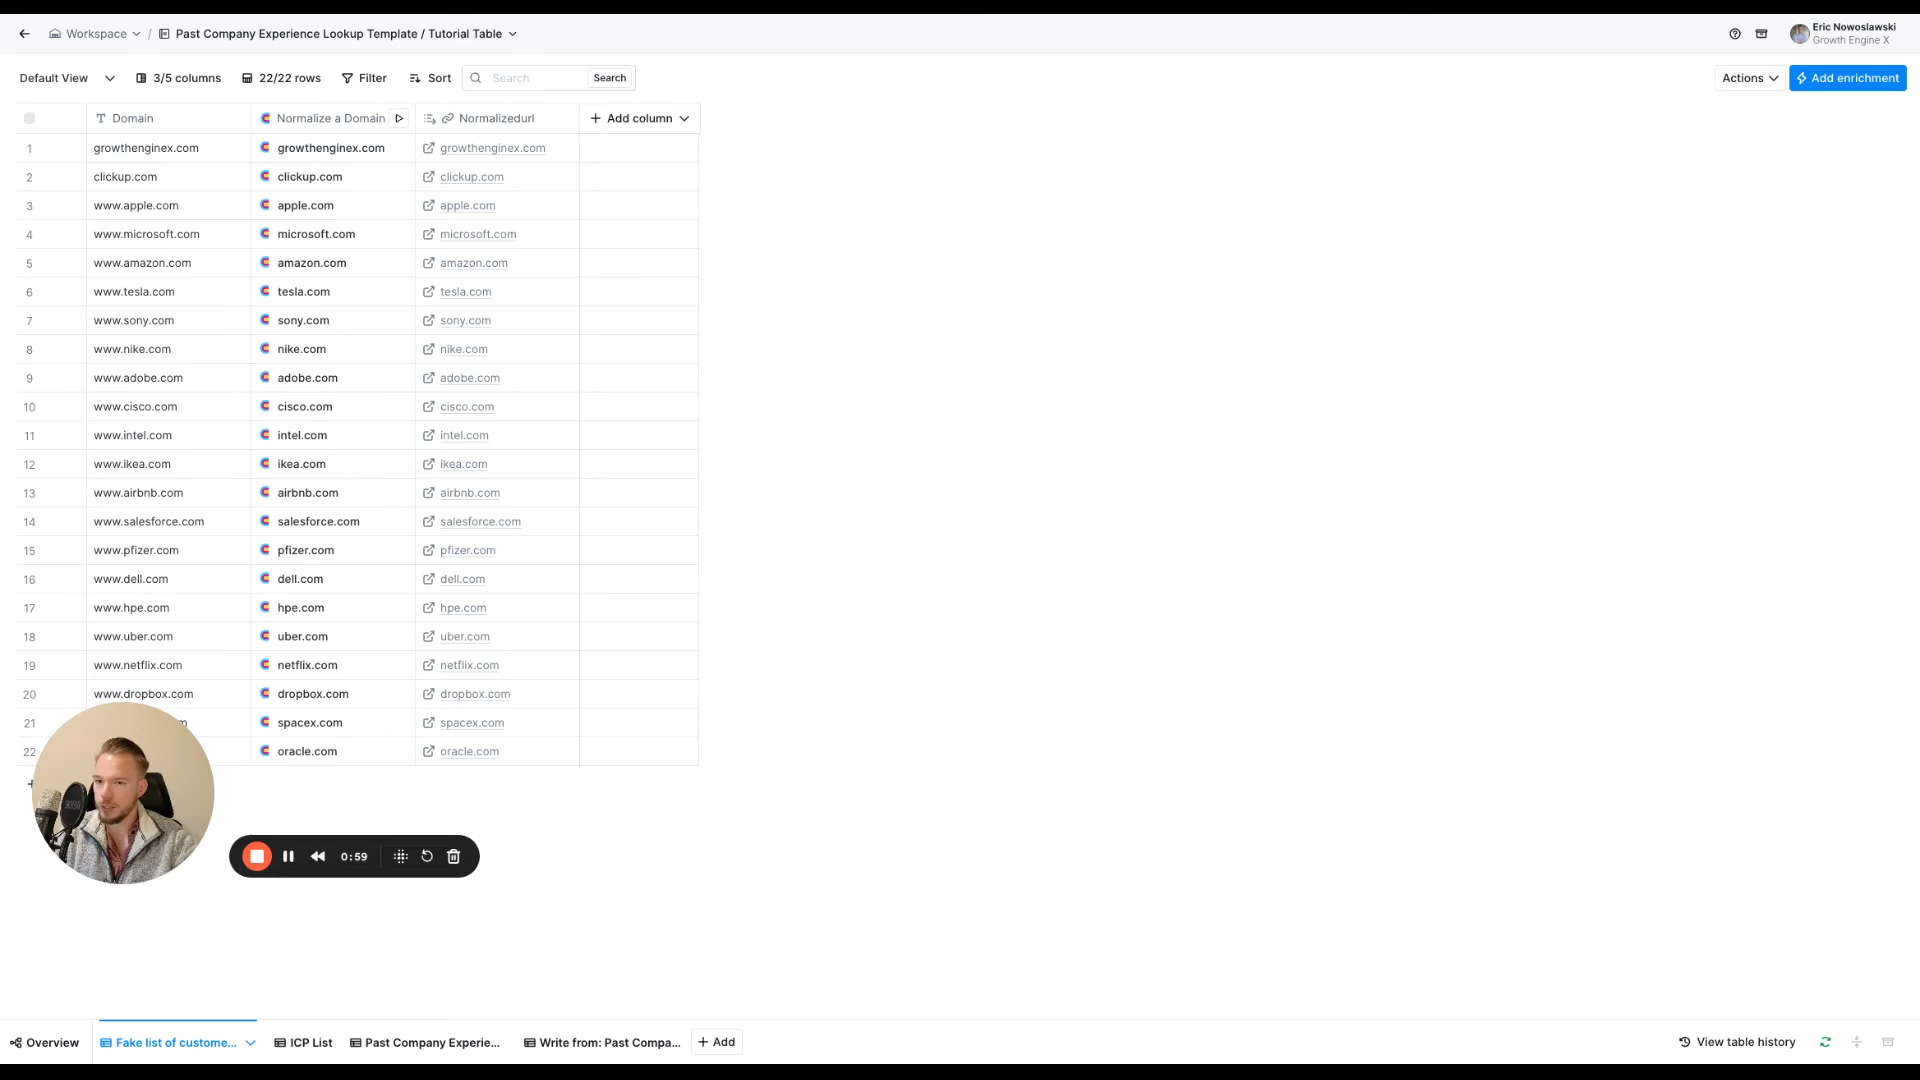 Workspace / Past Company Experience Lookup Template / Tutorial Table
Eric Nowoslawski
Growth Engine X
Default View 3/5 columns 22/22 rows Filter Sort Search Search Actions Add enrichment
Domain Normalize a Domain Normalizedurl + Add column
1 growthenginex.com growthenginex.com growthenginex.com
2 clickup.com clickup.com clickup.com
3 www.apple.com apple.com apple.com
4 www.microsoft.com microsoft.com microsoft.com
5 www.amazon.com amazon.com amazon.com
6 www.tesla.com tesla.com tesla.com
7 www.sony.com sony.com sony.com
8 www.nike.com nike.com nike.com
9 www.adobe.com adobe.com adobe.com
10 www.cisco.com cisco.com cisco.com
11 www.intel.com intel.com intel.com
12 www.ikea.com ikea.com ikea.com
13 www.airbnb.com airbnb.com airbnb.com
14 www.salesforce.com salesforce.com salesforce.com
15 www.pfizer.com pfizer.com pfizer.com
16 www.dell.com dell.com dell.com
17 www.hpe.com hpe.com hpe.com
18 www.uber.com uber.com uber.com
19 www.netflix.com netflix.com netflix.com
20 www.dropbox.com dropbox.com dropbox.com
21 spacex.com spacex.com
22 oracle.com oracle.com
0:59
Overview Fake list of custome... ICP List Past Company Experie... Write from: Past Compa... + Add View table history